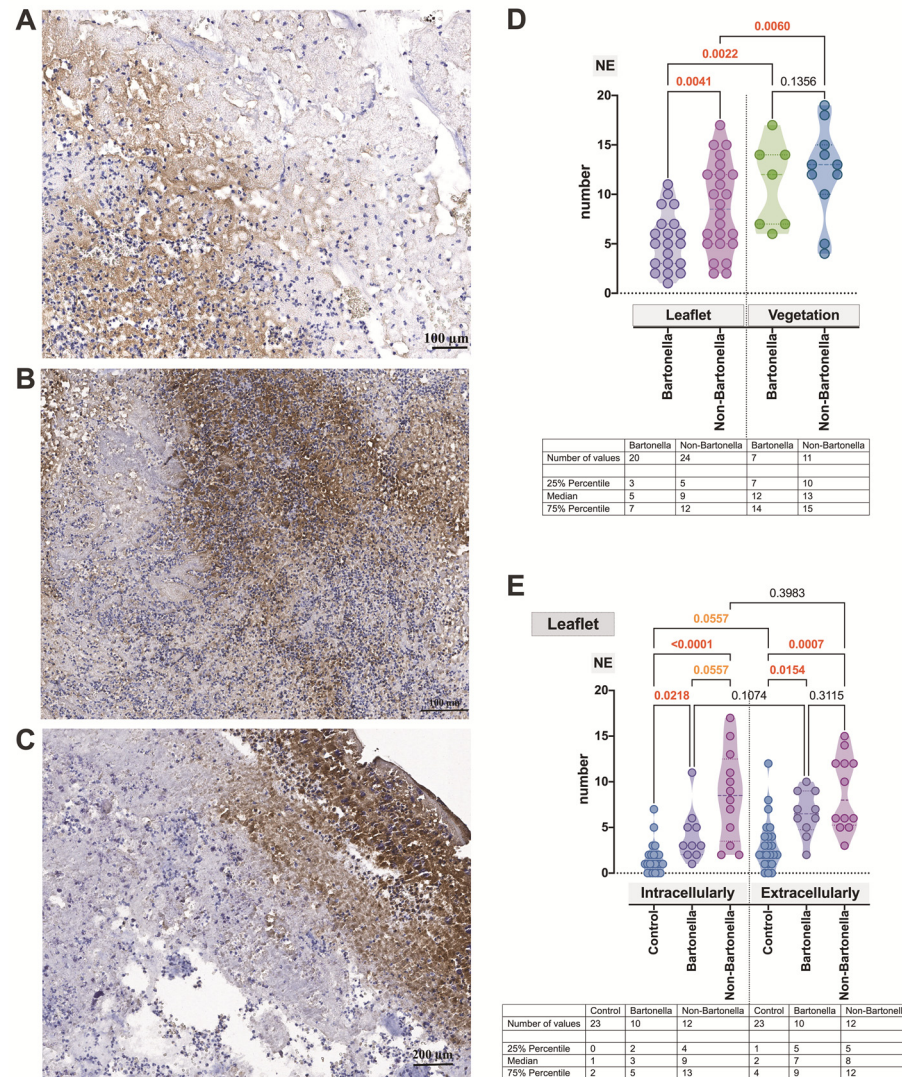 A
100 µm
B
100 µm
C
200 µm
D
0.0060
0.0022
NE
0.0041
0.1356
20
15
10
5
0
number
Leaflet
Vegetation
Bartonella
Non-Bartonella
Bartonella
Non-Bartonella
Bartonella Non-Bartonella Bartonella Non-Bartonella
Number of values 20 24 7 11
25% Percentile 3 5 7 10
Median 5 9 12 13
75% Percentile 7 12 14 15
E
Leaflet
0.3983
0.0557
NE
<0.0001
0.0007
0.0557
0.0154
0.0218
0.1074
0.3115
20
15
10
5
0
number
Intracellularly
Extracellularly
Control
Bartonella
Non-Bartonella
Control
Bartonella
Non-Bartonella
Control Bartonella Non-Bartonella Control Bartonella Non-Bartonella
Number of values 23 10 12 23 10 12
25% Percentile 0 2 4 1 5 5
Median 1 3 9 2 7 8
75% Percentile 2 5 13 4 9 12